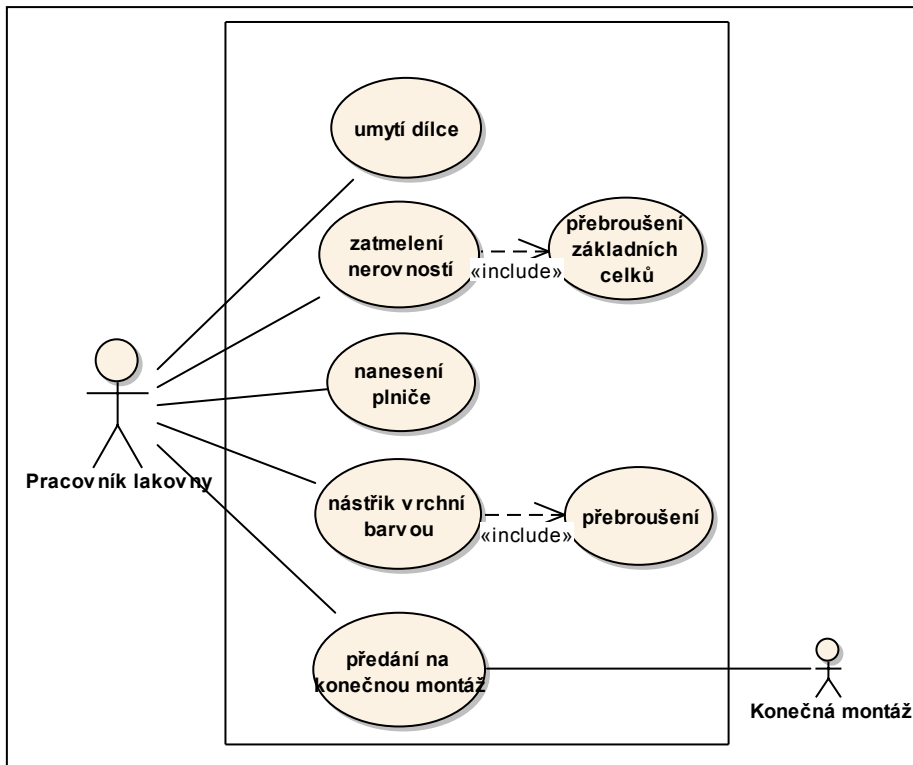 umytí dílce
zatmelení
nerovností
«include»
přebroušení
základních
celků
nanesení
plniče
Pracovník lakovny
nástřik vrchní
barvou
«include»
přebroušení
předání na
konečnou montáž
Konečná montáž